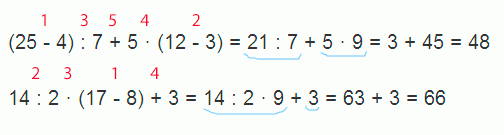 1 3 5 4 2
(25 - 4) : 7 + 5 · (12 - 3) = 21 : 7 + 5 · 9 = 3 + 45 = 48
2 3 1 4
14 : 2 · (17 - 8) + 3 = 14 : 2 · 9 + 3 = 63 + 3 = 66